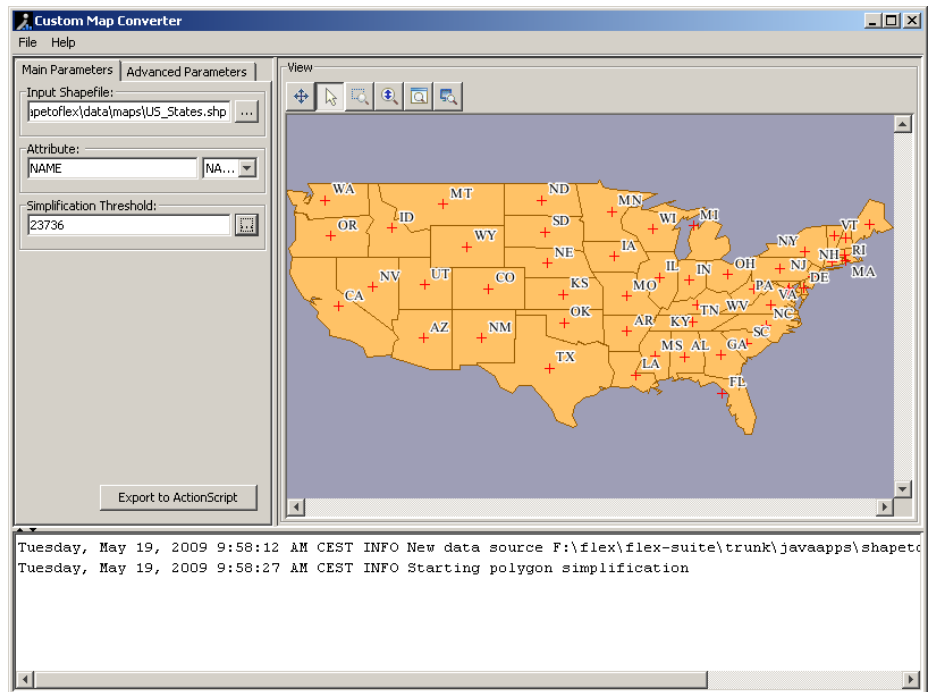 Custom Map Converter
File Help
Main Parameters Advanced Parameters
Input Shapefile:
apetoflex\data\maps\US_States.shp ...
Attribute:
NAME NA...
Simplification Threshold:
23736 ...
Export to ActionScript
View
WA
MT
ND
MN
ID
OR
SD
WI
MI
VT
WY
NY
NE
IA
NH
RI
NV
UT
CO
IL
IN
OH
NJ
DE
MA
CA
KS
MO
PA
VA
OK
TN
WV
NC
AZ
NM
AR
KY
SC
TX
MS
AL
GA
LA
FL
Tuesday, May 19, 2009 9:58:12 AM CEST INFO New data source F:\flex\flex-suite\trunk\javaapps\shapeto
Tuesday, May 19, 2009 9:58:27 AM CEST INFO Starting polygon simplification